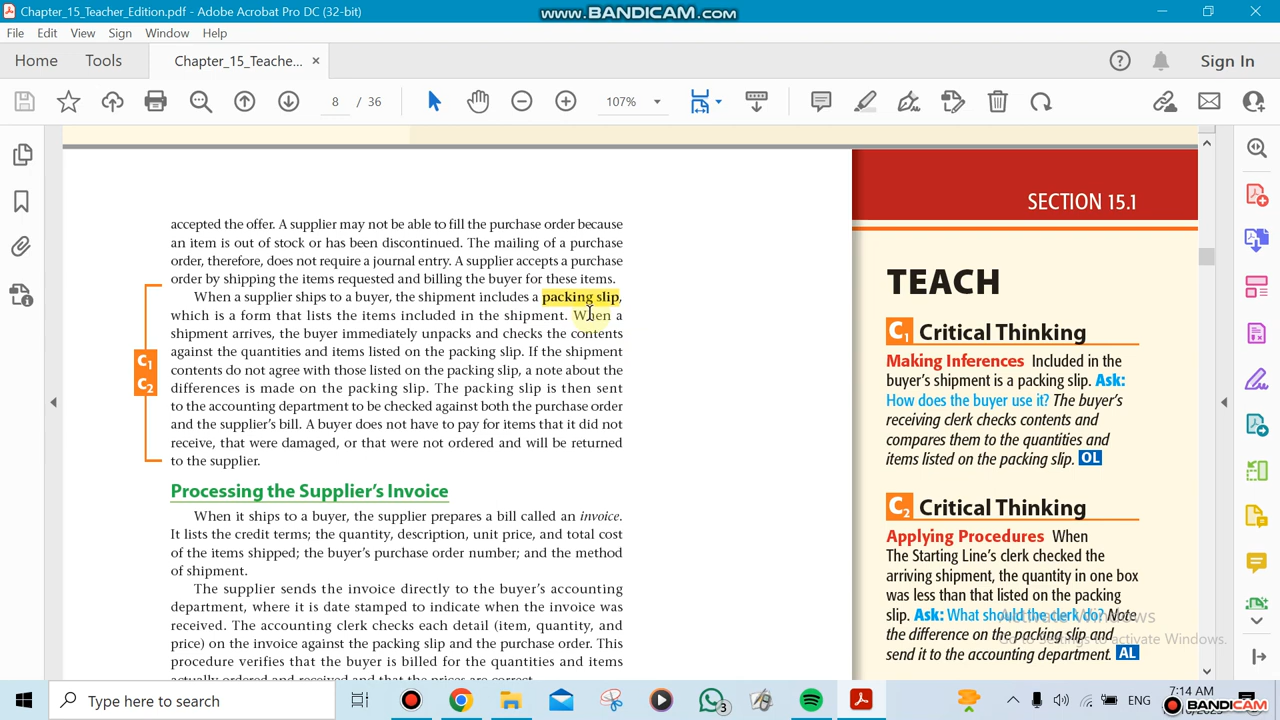 Chapter_15_Teacher_Edition.pdf - Adobe Acrobat Pro DC (32-bit)
www.BANDICAM.com
File Edit View Sign Window Help
Home Tools Chapter_15_Teache... × Sign In
8 / 36 107%
accepted the offer. A supplier may not be able to fill the purchase order because
an item is out of stock or has been discontinued. The mailing of a purchase
order, therefore, does not require a journal entry. A supplier accepts a purchase
order by shipping the items requested and billing the buyer for these items.
When a supplier ships to a buyer, the shipment includes a packing slip,
which is a form that lists the items included in the shipment. When a
shipment arrives, the buyer immediately unpacks and checks the contents
against the quantities and items listed on the packing slip. If the shipment
contents do not agree with those listed on the packing slip, a note about the
differences is made on the packing slip. The packing slip is then sent
to the accounting department to be checked against both the purchase order
and the supplier's bill. A buyer does not have to pay for items that it did not
receive, that were damaged, or that were not ordered and will be returned
to the supplier.
C1
C2
Processing the Supplier's Invoice
When it ships to a buyer, the supplier prepares a bill called an invoice.
It lists the credit terms; the quantity, description, unit price, and total cost
of the items shipped; the buyer's purchase order number; and the method
of shipment.
The supplier sends the invoice directly to the buyer's accounting
department, where it is date stamped to indicate when the invoice was
received. The accounting clerk checks each detail (item, quantity, and
price) on the invoice against the packing slip and the purchase order. This
procedure verifies that the buyer is billed for the quantities and items
actually ordered and received and that the prices are correct.
SECTION 15.1
TEACH
C1 Critical Thinking
Making Inferences Included in the
buyer's shipment is a packing slip. Ask:
How does the buyer use it? The buyer's
receiving clerk checks contents and
compares them to the quantities and
items listed on the packing slip. OL
C2 Critical Thinking
Applying Procedures When
The Starting Line's clerk checked the
arriving shipment, the quantity in one box
was less than that listed on the packing
slip. Ask: What should the clerk do? Note
the difference on the packing slip and
send it to the accounting department. AL
Activate Windows
Go to Settings to activate Windows.
Type here to search
3
ENG
7:14 AM
BANDICAM